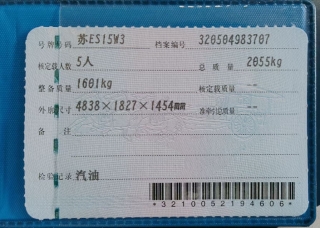 号牌号码 苏ES15W3 档案编号 320504983707
核定载人数 5人 总质量 2055kg
整备质量 1601kg 核定载质量 --
外廓尺寸 4838×1827×1454mm 准牵引总质量 --
备注
检验记录 汽油
*3210052194606*